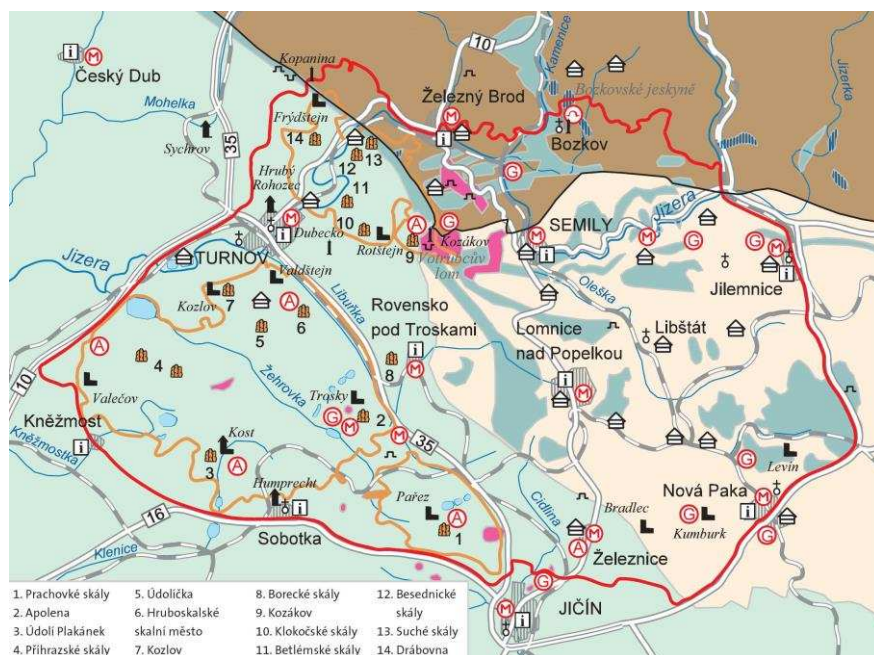 10
Kopanina
Kamenice
Český Dub
Železný Brod
Bozkovské jeskyně
Jizerka
Mohelka
Frýdštejn
14
Bozkov
Sychrov
35
13
12
Hrubý
Rohozec
11
10
Dubecko
Rotštejn
9
Kozákov
Votrubcův
lom
SEMILY
Jizera
TURNOV
Jizera
Valdštejn
Jilemnice
Kozlov
7
Libuňka
Oleška
Rovensko
pod Troskami
5
6
Lomnice
nad Popelkou
Libštát
10
4
8
Valečov
Žehrovka
Trosky
2
Kněžmost
Kněžmostka
Kost
35
3
Levín
Humprecht
Pařez
Cidlina
Nová Paka
16
Bradlec
Kumburk
Sobotka
1
Železnice
Klenice
JIČÍN
1. Prachovké skály
2. Apolena
3. Údolí Plakánek
4. Příhrazské skály
5. Údolíčka
6. Hruboskalské
skalní město
7. Kozlov
8. Borecké skály
9. Kozákov
10. Klokočské skály
11. Betlémské skály
12. Besednické
skály
13. Suché skály
14. Drábovna